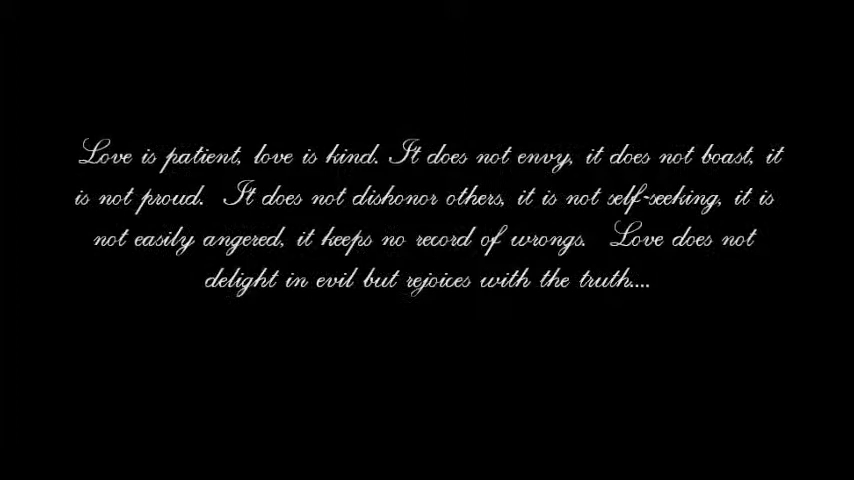 Love is patient, love is kind. It does not envy, it does not boast, it
is not proud. It does not dishonor others, it is not self-seeking, it is
not easily angered, it keeps no record of wrongs. Love does not
delight in evil but rejoices with the truth....